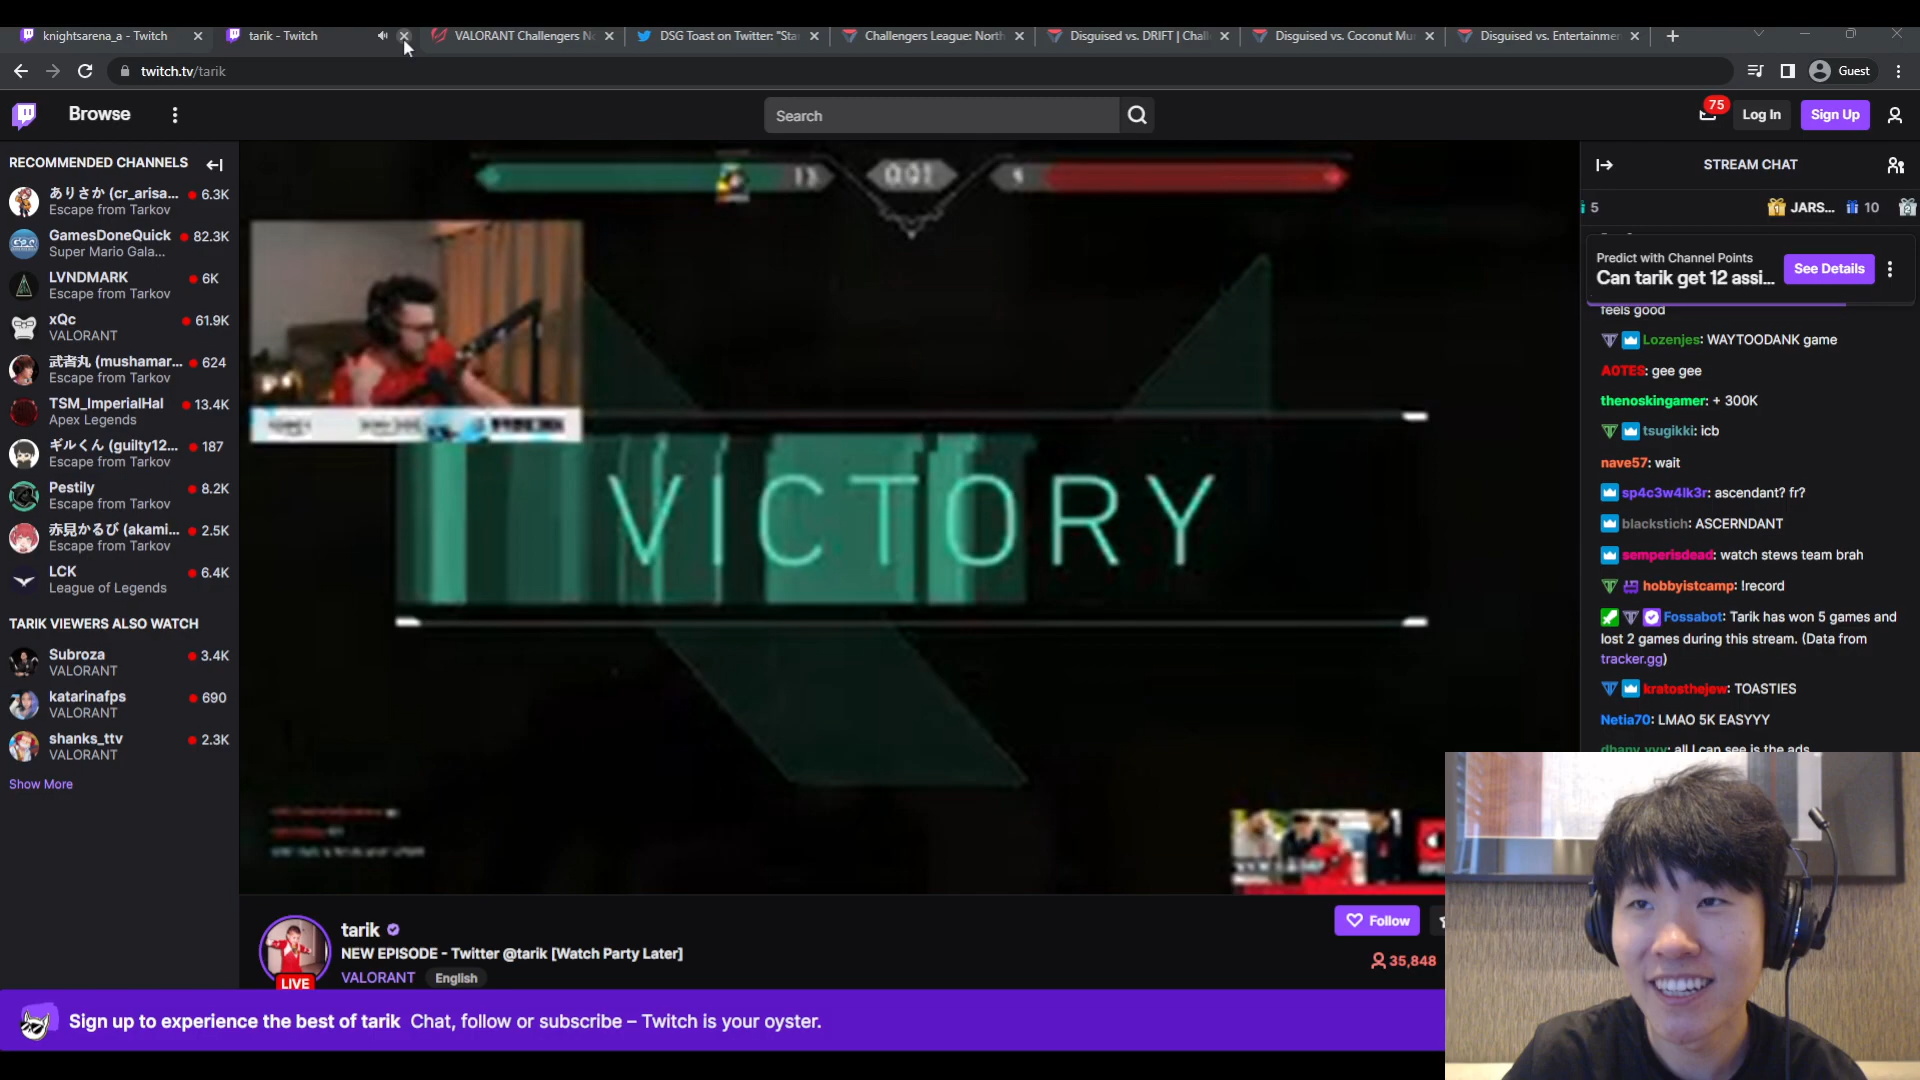 knightsarena_a - Twitch
tarik - Twitch
VALORANT Challengers N
DSG Toast on Twitter: "Sta
Challengers League: North
Disguised vs. DRIFT | Chall
Disguised vs. Coconut Mu
Disguised vs. Entertainme
twitch.tv/tarik
Guest
Browse
Search
75
Log In
Sign Up
RECOMMENDED CHANNELS
ありさか (cr_arisa... 6.3K
Escape from Tarkov
GamesDoneQuick 82.3K
Super Mario Gala...
LVNDMARK 6K
Escape from Tarkov
xQc 61.9K
VALORANT
武者丸 (mushamar... 624
Escape from Tarkov
TSM_ImperialHal 13.4K
Apex Legends
ギルくん (guilty12... 187
Escape from Tarkov
Pestily 8.2K
Escape from Tarkov
赤見かるび (akami... 2.5K
Escape from Tarkov
LCK 6.4K
League of Legends
TARIK VIEWERS ALSO WATCH
Subroza 3.4K
VALORANT
katarinafps 690
VALORANT
shanks_ttv 2.3K
VALORANT
Show More
13 0:01
VICTORY
tarik
NEW EPISODE - Twitter @tarik [Watch Party Later]
VALORANT English
LIVE
Follow
35,848
STREAM CHAT
5 JARS... 10
Predict with Channel Points
Can tarik get 12 assi...
See Details
feels good
Lozenjes: WAYTOODANK game
A0TES: gee gee
thenoskingamer: + 300K
tsugikki: icb
nave57: wait
sp4c3w4lk3r: ascendant? fr?
blackstich: ASCERNDANT
semperisdead: watch stews team brah
hobbyistcamp: !record
Fossabot: Tarik has won 5 games and
lost 2 games during this stream. (Data from
tracker.gg)
kratosthejew: TOASTIES
Netia70: LMAO 5K EASYYY
all I can see is the ads
Sign up to experience the best of tarik Chat, follow or subscribe – Twitch is your oyster.